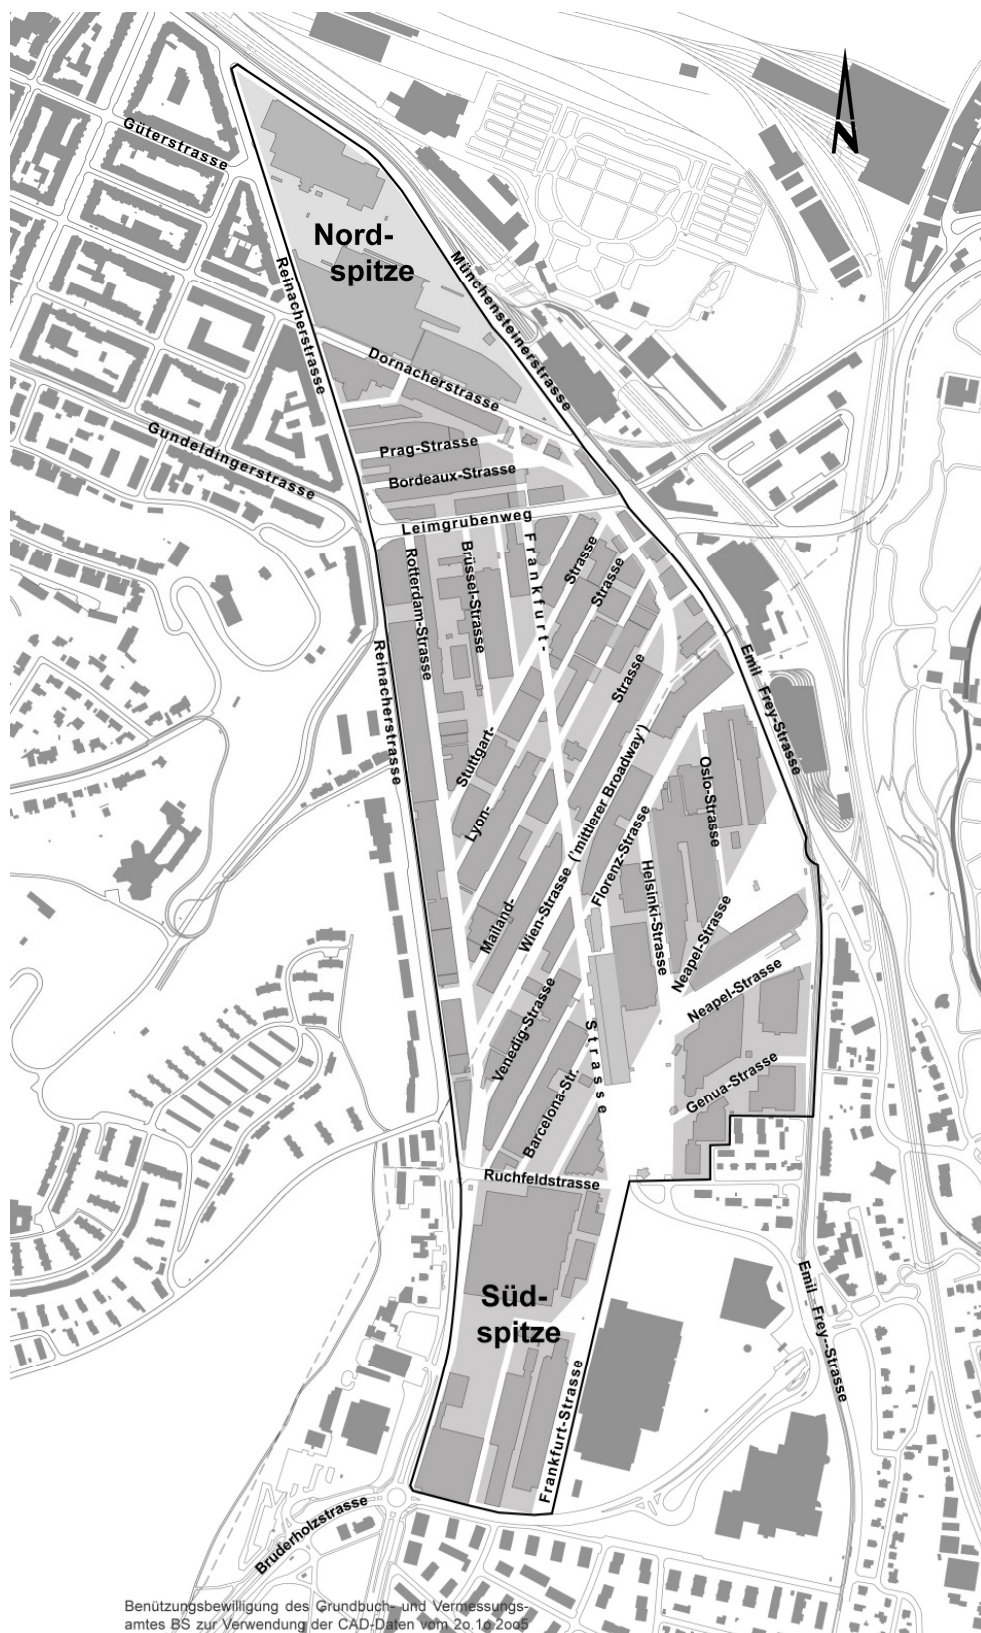 N
Güterstrasse
Nord-
spitze
Reinacherstrasse
Münchensteinerstrasse
Dornacherstrasse
Gundeldingerstrasse
Prag-Strasse
Bordeaux-Strasse
Leimgrubenweg
Rotterdam-Strasse
Brüssel-Strasse
Frankfurt-
Strasse
Strasse
Strasse
Reinacherstrasse
Emil Frey-Strasse
Stuttgart-
Lyon-
Mailand-
Wien-Strasse ('mittlerer Broadway')
Florenz-Strasse
Oslo-Strasse
Helsinki-Strasse
Neapel-Strasse
Neapel-Strasse
Venedig-Strasse
Strasse
Barcelona-Str.
Genua-Strasse
Ruchfeldstrasse
Süd-
spitze
Emil Frey--Strasse
Frankfurt-Strasse
Bruderholzstrasse
Benützungsbewilligung des Grundbuch- und Vermessungs-
amtes BS zur Verwendung der CAD-Daten vom 2o.1o.2oo5